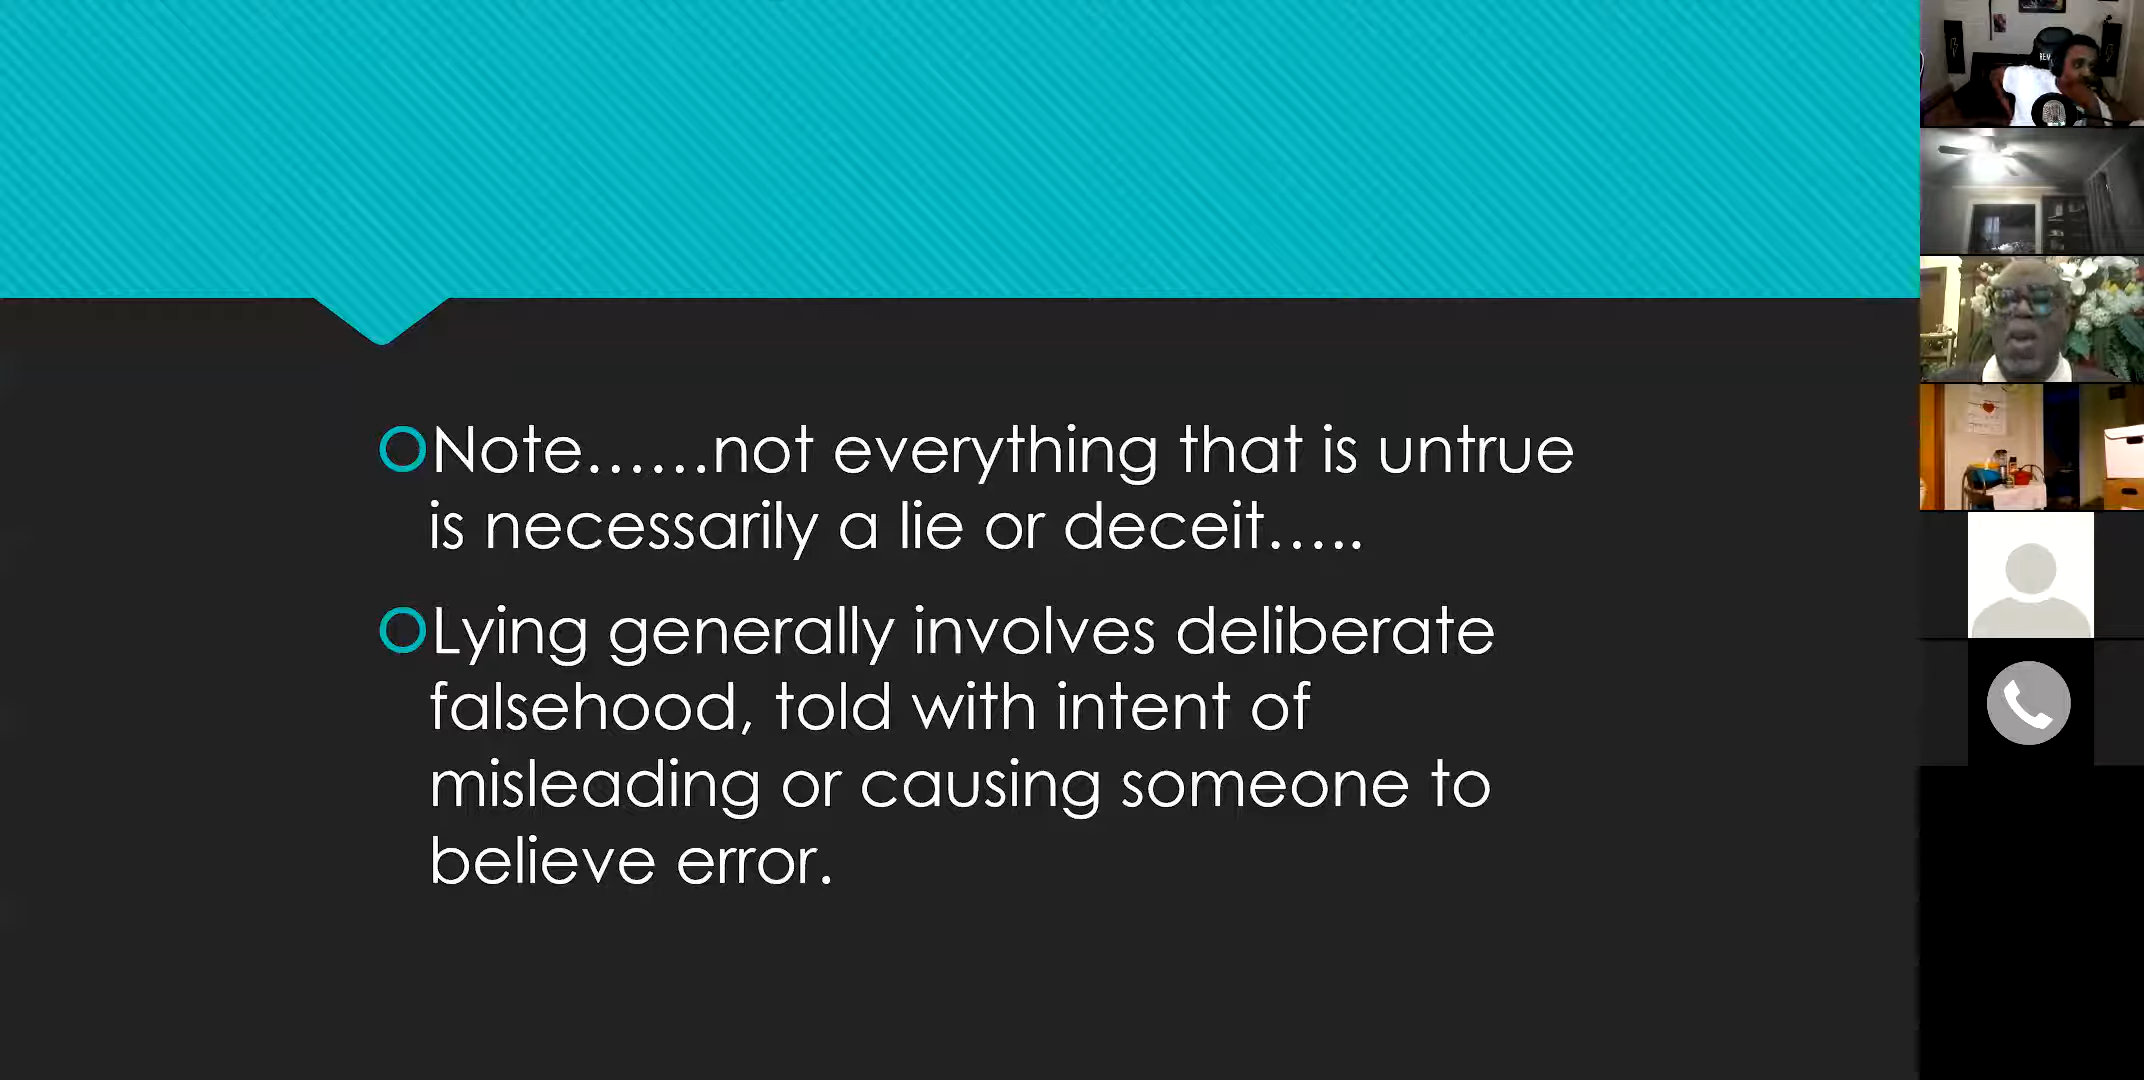 Note......not everything that is untrue
is necessarily a lie or deceit.....
Lying generally involves deliberate
falsehood, told with intent of
misleading or causing someone to
believe error.